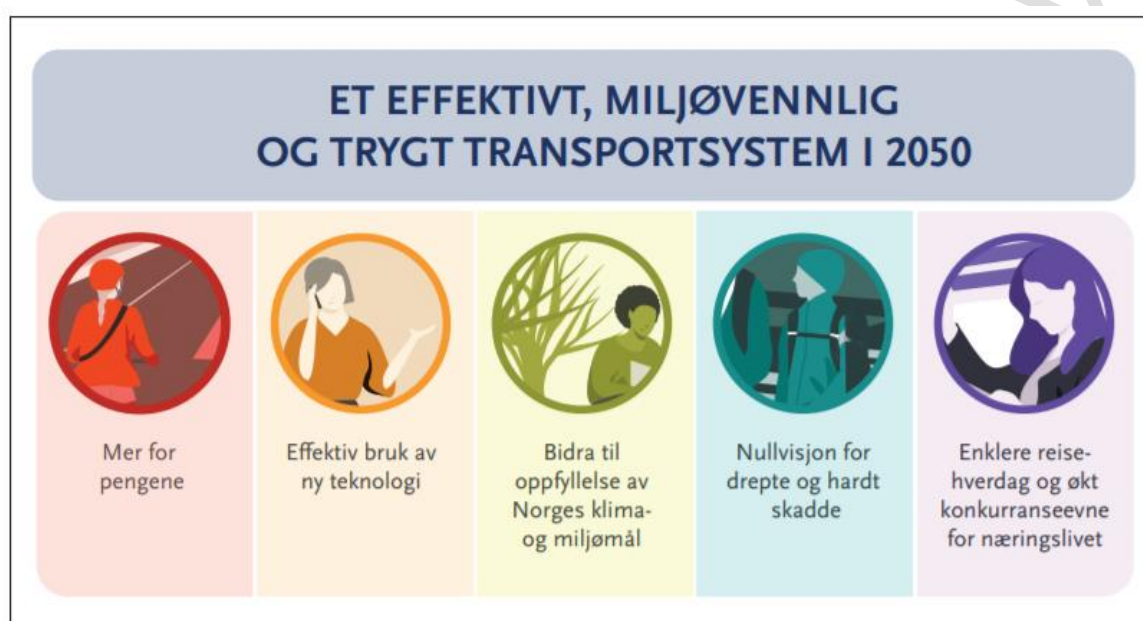 ET EFFEKTIVT, MILJØVENNLIG
OG TRYGT TRANSPORTSYSTEM I 2050
Mer for
pengene
Effektiv bruk av
ny teknologi
Bidra til
oppfyllelse av
Norges klima-
og miljømål
Nullvisjon for
drepte og hardt
skadde
Enklere reise-
hverdag og økt
konkurranseevne
for næringslivet